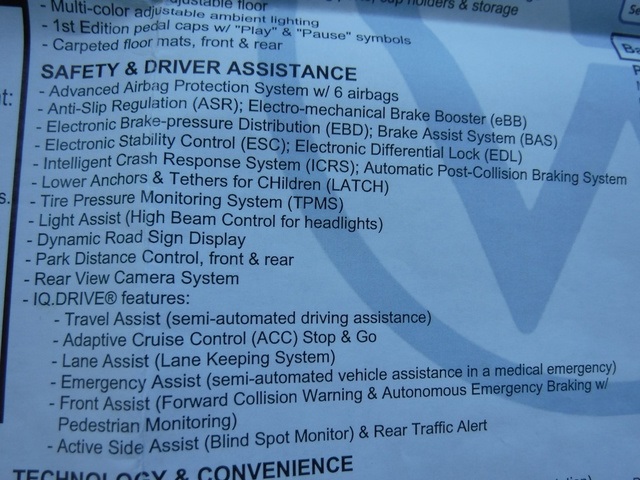 adjustable floor
cup holders & storage
- Multi-color adjustable ambient lighting
- 1st Edition pedal caps w/ "Play" & "Pause" symbols
- Carpeted floor mats, front & rear
SAFETY & DRIVER ASSISTANCE
- Advanced Airbag Protection System w/ 6 airbags
- Anti-Slip Regulation (ASR); Electro-mechanical Brake Booster (eBB)
- Electronic Brake-pressure Distribution (EBD); Brake Assist System (BAS)
- Electronic Stability Control (ESC); Electronic Differential Lock (EDL)
- Intelligent Crash Response System (ICRS); Automatic Post-Collision Braking System
- Lower Anchors & Tethers for CHildren (LATCH)
- Tire Pressure Monitoring System (TPMS)
- Light Assist (High Beam Control for headlights)
- Dynamic Road Sign Display
- Park Distance Control, front & rear
- Rear View Camera System
- IQ.DRIVE® features:
- Travel Assist (semi-automated driving assistance)
- Adaptive Cruise Control (ACC) Stop & Go
- Lane Assist (Lane Keeping System)
- Emergency Assist (semi-automated vehicle assistance in a medical emergency)
- Front Assist (Forward Collision Warning & Autonomous Emergency Braking w/
Pedestrian Monitoring)
- Active Side Assist (Blind Spot Monitor) & Rear Traffic Alert
TECHNOLOGY & CONVENIENCE